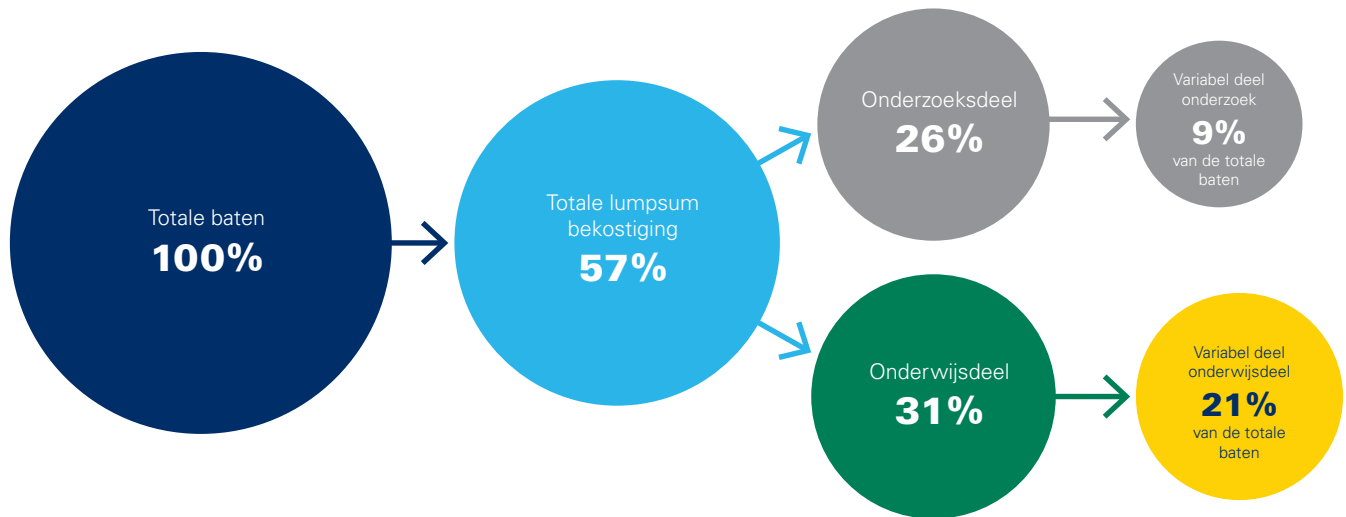 Totale baten
100%
Totale lumpsum
bekostiging
57%
Onderzoeksdeel
26%
Variabel deel
onderzoek
9%
van de totale
baten
Onderwijsdeel
31%
Variabel deel
onderwijsdeel
21%
van de totale
baten